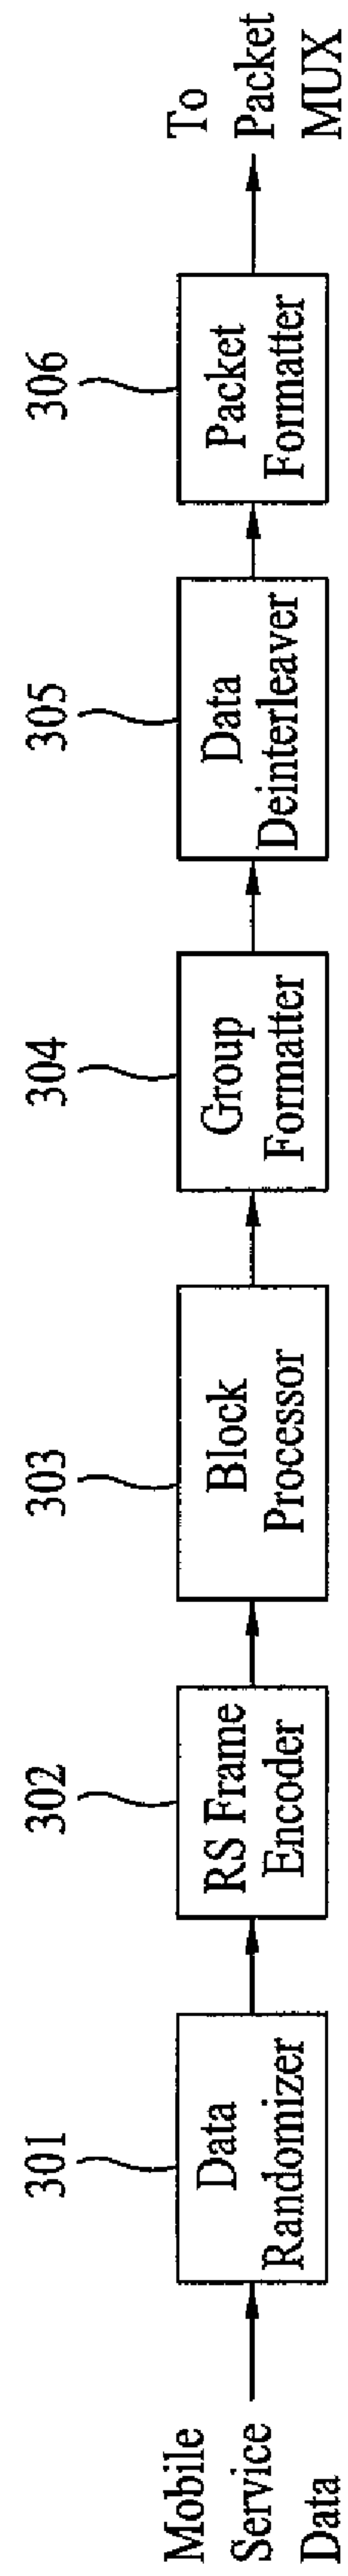 Mobile
Service
Data
301
Data
Randomizer
302
RS Frame
Encoder
303
Block
Processor
304
Group
Formatter
305
Data
Deinterleaver
306
Packet
Formatter
To
Packet
MUX